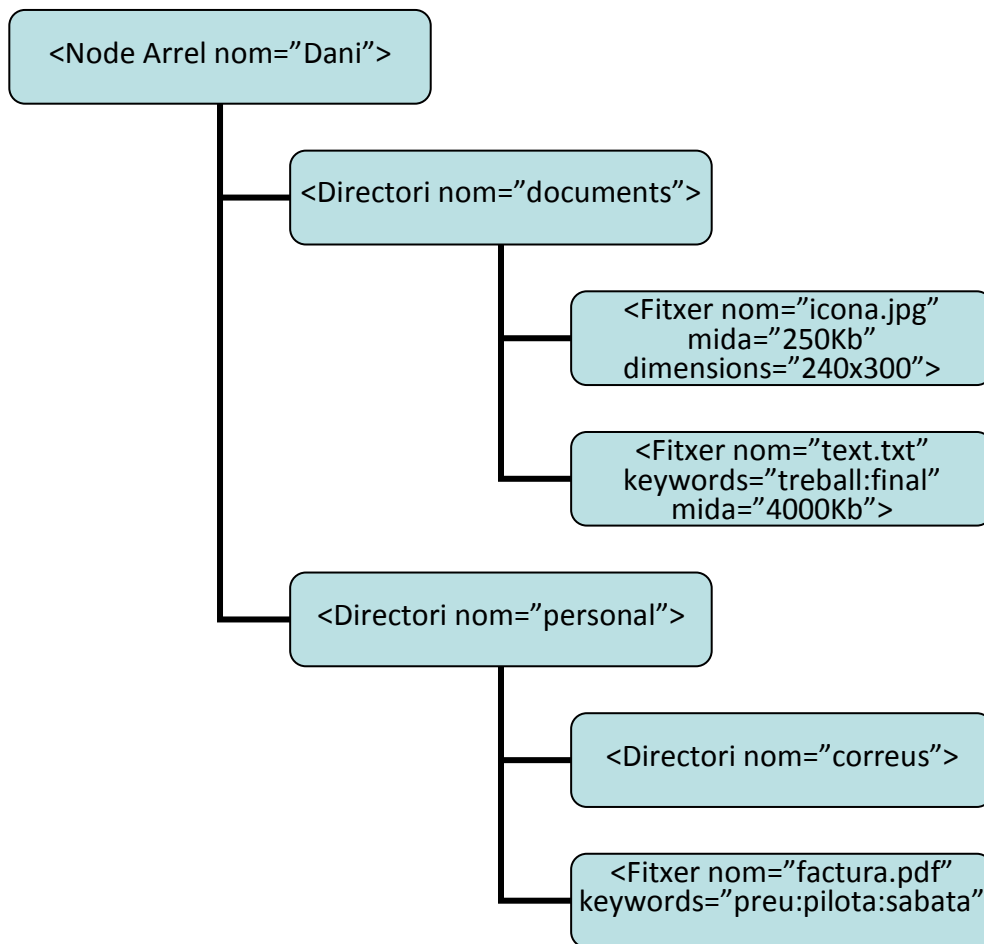 <Node Arrel nom=”Dani”>
<Directori nom=”documents”>
<Fitxer nom=”icona.jpg”
mida=”250Kb”
dimensions=”240x300”>
<Fitxer nom=”text.txt”
keywords=”treball:final”
mida=”4000Kb”>
<Directori nom=”personal”>
<Directori nom=”correus”>
<Fitxer nom=”factura.pdf”
keywords=”preu:pilota:sabata”